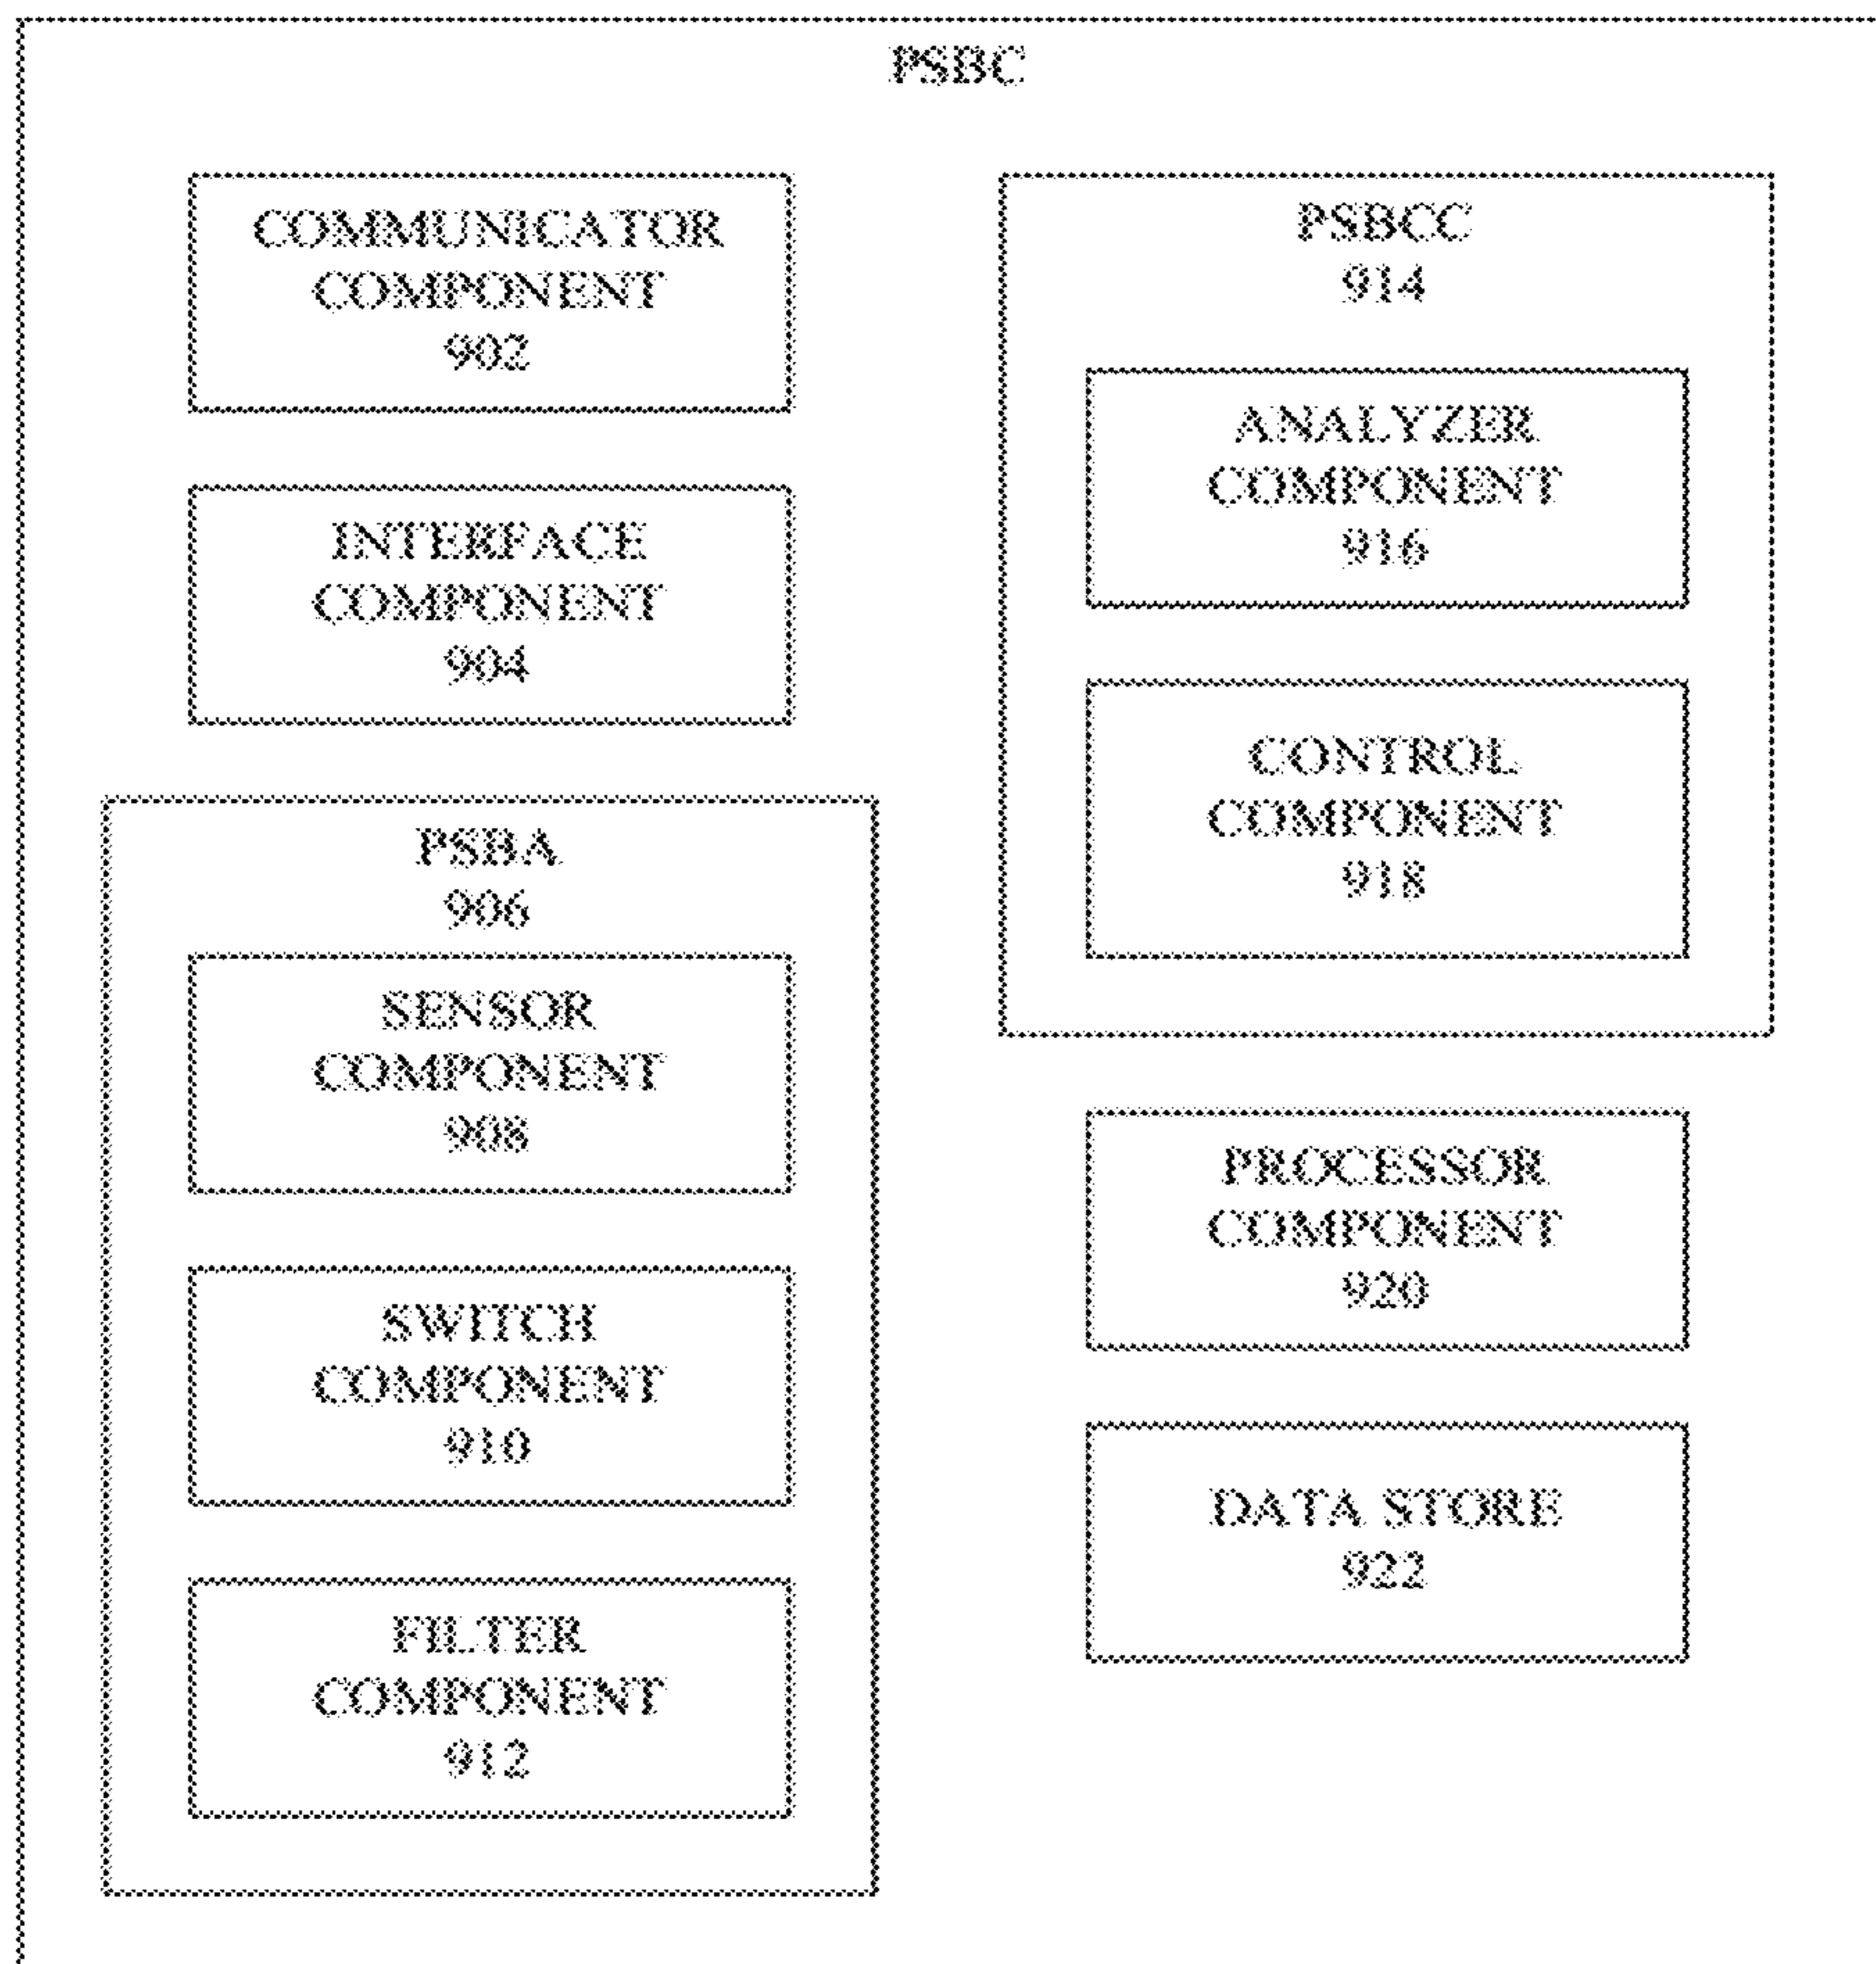 PSBC
COMMUNICATOR
COMPONENT
902
INTERFACE
COMPONENT
904
PSBA
906
SENSOR
COMPONENT
908
SWITCH
COMPONENT
910
FILTER
COMPONENT
912
PSBCC
914
ANALYZER
COMPONENT
916
CONTROL
COMPONENT
918
PROCESSOR
COMPONENT
920
DATA STORE
922